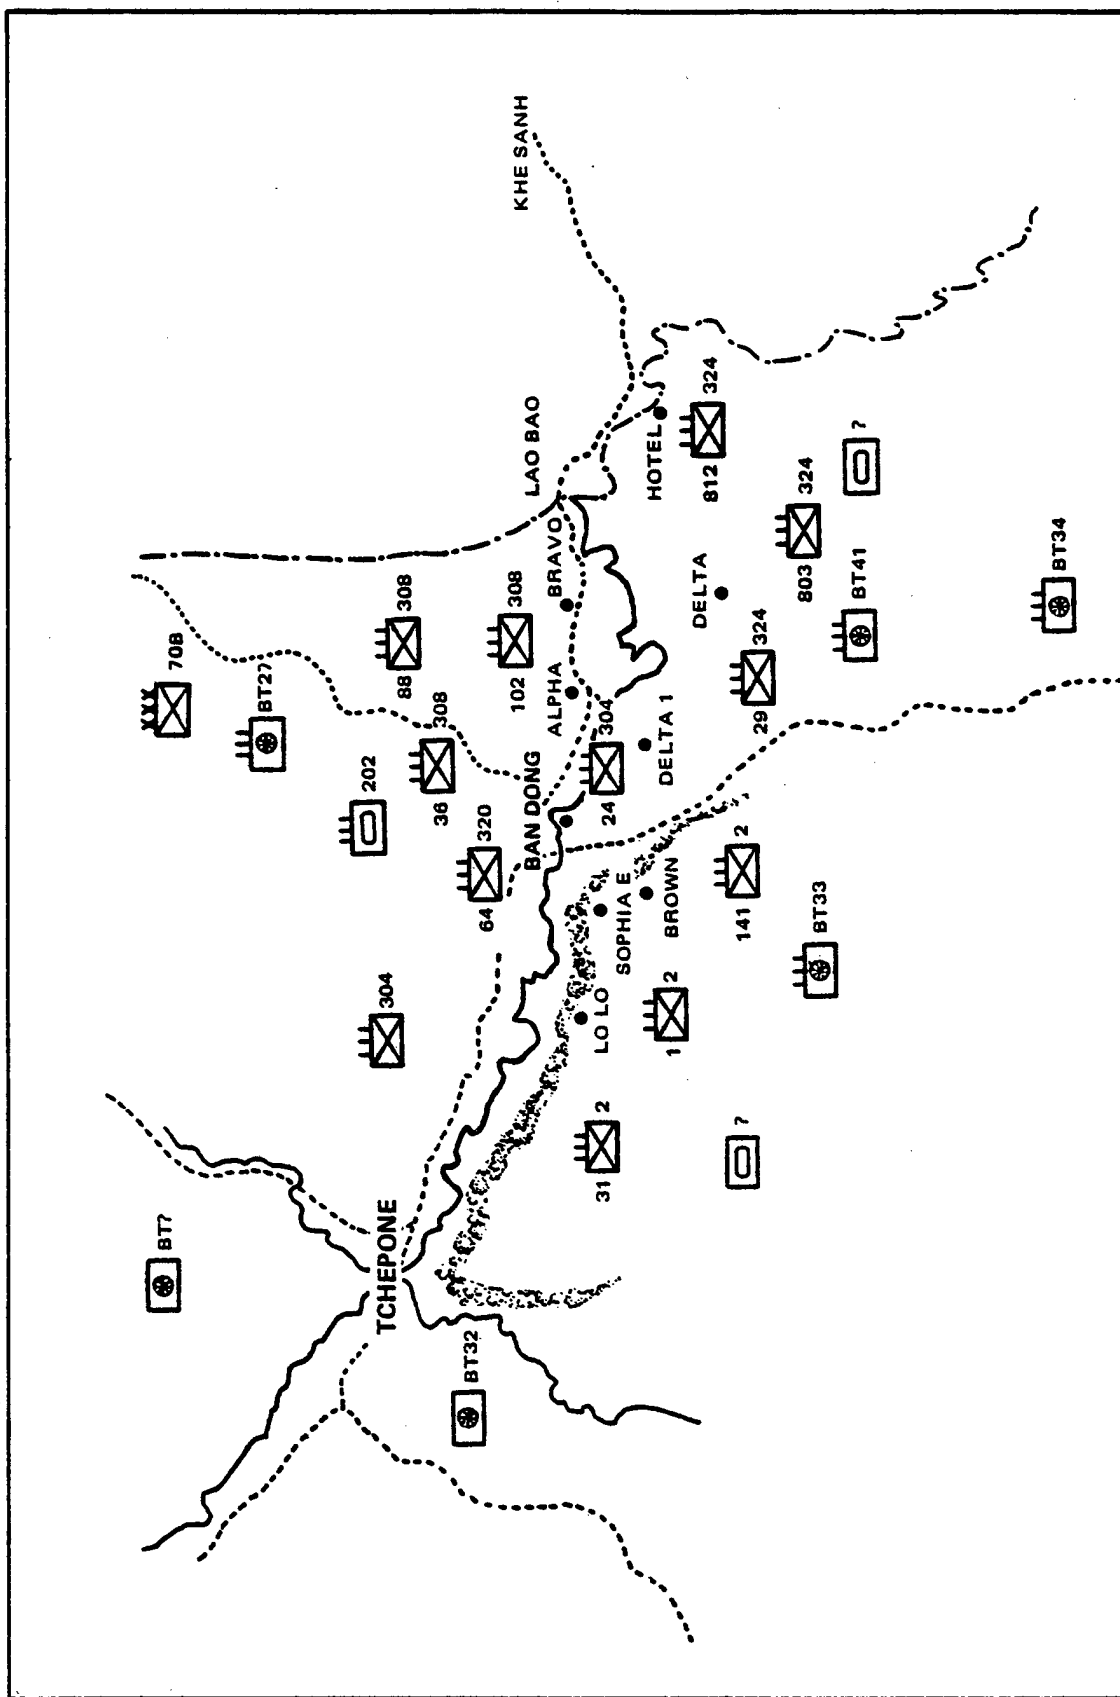 BT?
70B
BT27
202
TCHEPONE
304
88 308
36 308
BT32
64 320
102 308
KHE SANH
BAN DONG
LAO BAO
ALPHA
BRAVO
LO LO
31 2
24 304
SOPHIA E
HOTEL
DELTA 1
1 2
BROWN
DELTA
812 324
?
141 2
29 324
803 324
BT33
BT41
?
BT34